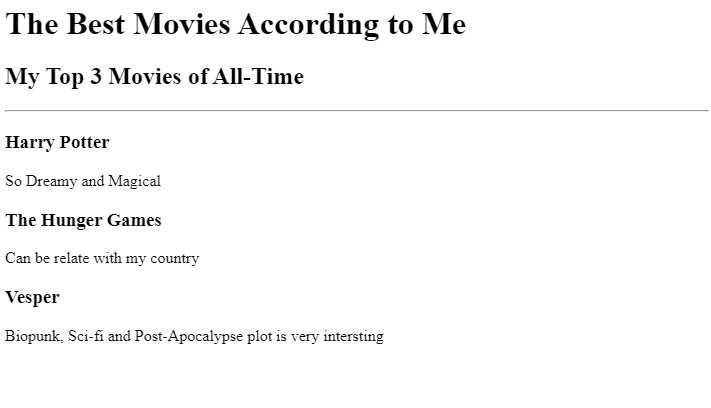 The Best Movies According to Me
My Top 3 Movies of All-Time
Harry Potter
So Dreamy and Magical
The Hunger Games
Can be relate with my country
Vesper
Biopunk, Sci-fi and Post-Apocalypse plot is very intersting